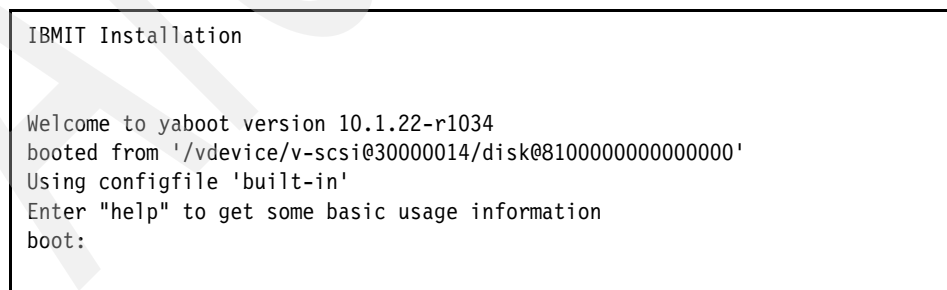 IBMIT Installation
Welcome to yaboot version 10.1.22-r1034
booted from '/vdevice/v-scsi@30000014/disk@8100000000000000'
Using configfile 'built-in'
Enter "help" to get some basic usage information
boot: